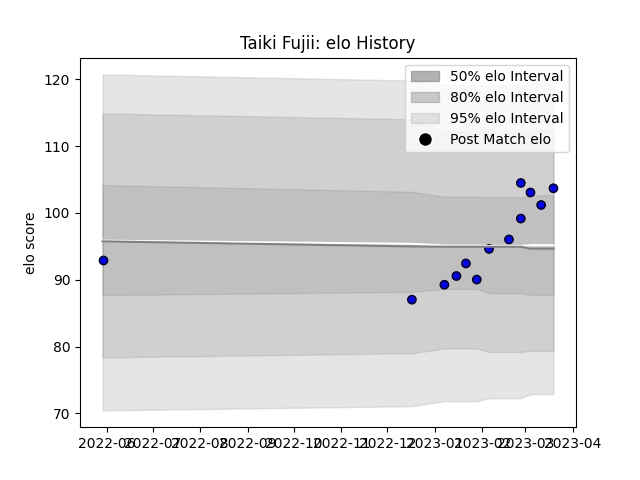 Taiki Fujii: elo History
50% elo Interval
80% elo Interval
95% elo Interval
Post Match elo
elo score
120
110
100
90
80
70
2022-06 2022-07 2022-08 2022-09 2022-10 2022-11 2022-12 2023-01 2023-02 2023-03 2023-04